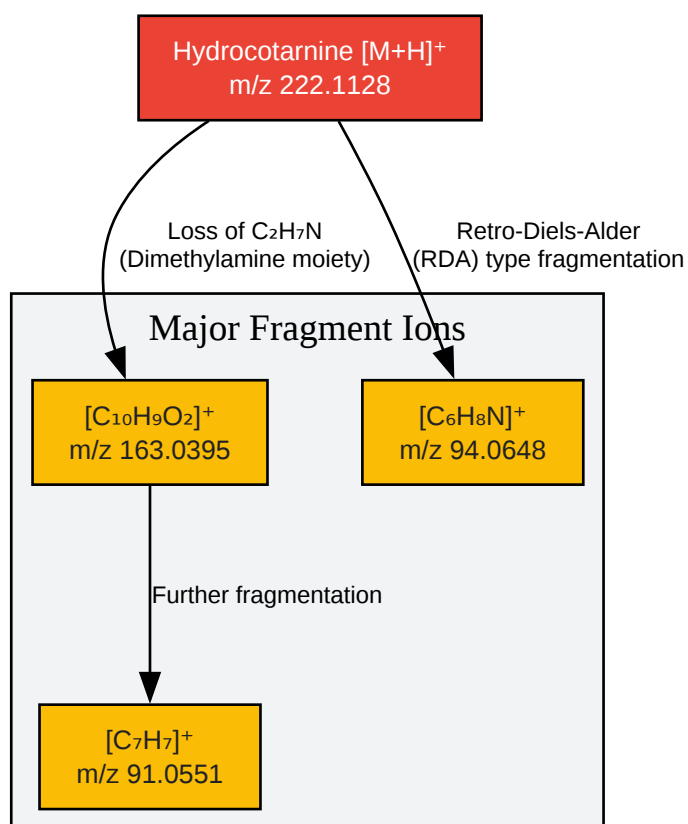 Hydrocotarnine [M+H]⁺
m/z 222.1128
Loss of C₂H₇N
(Dimethylamine moiety)
Retro-Diels-Alder
(RDA) type fragmentation
Major Fragment Ions
[C₁₀H₉O₂]⁺
m/z 163.0395
[C₆H₈N]⁺
m/z 94.0648
Further fragmentation
[C₇H₇]⁺
m/z 91.0551